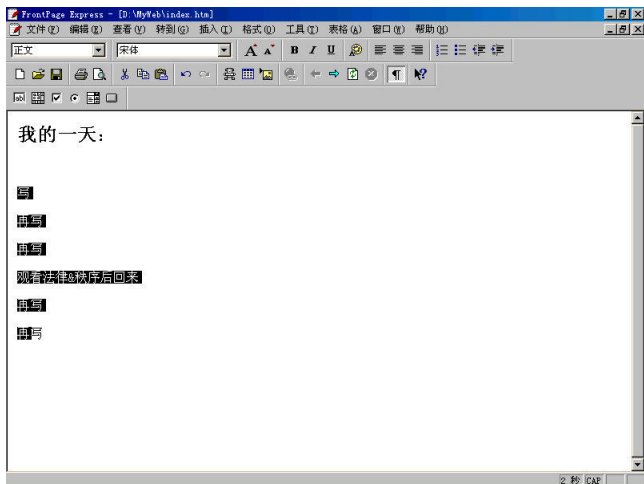 FrontPage Express - [D:\MyWeb\index.htm]
文件(F) 编辑(E) 查看(V) 转到(G) 插入(I) 格式(O) 工具(T) 表格(A) 窗口(W) 帮助(H)
正文 宋体 A A B I U
abl
我的一天：
写
再写
再写
观看法律&秩序后回来
再写
再写
2 秒 CAP